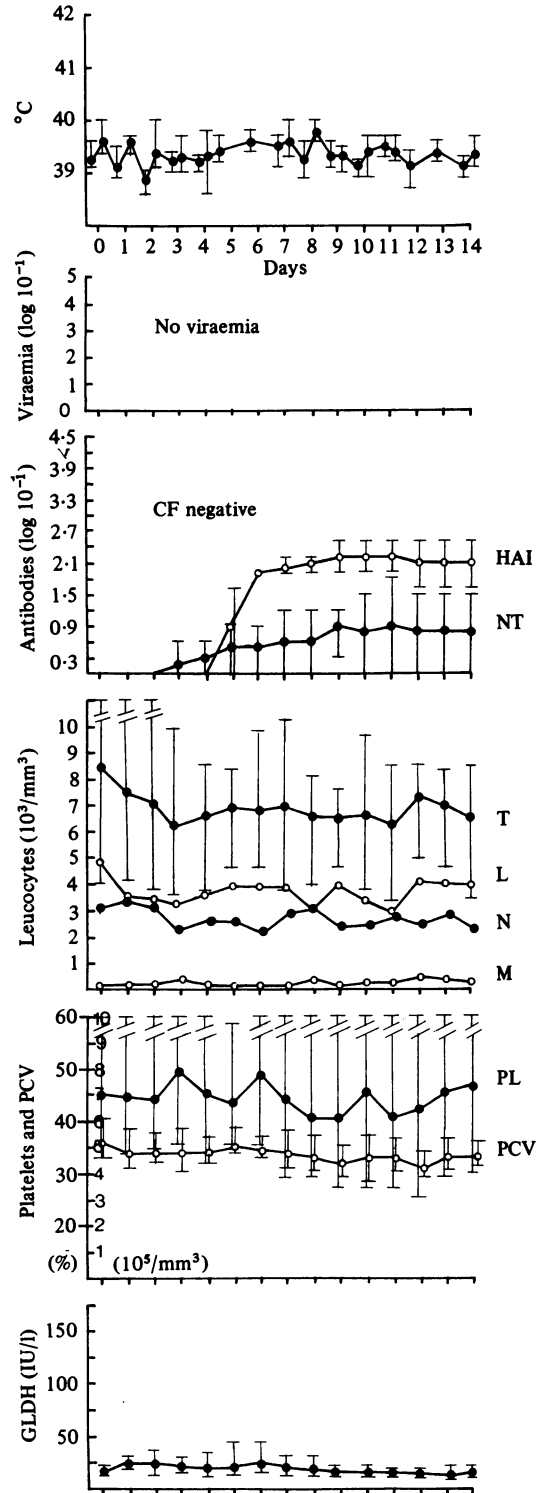 42
41
40
39
°C
0 1 2 3 4 5 6 7 8 9 10 11 12 13 14
Days
5
4
3
2
1
0
Viraemia (log 10⁻¹)
No viraemia
4·5
3·9
3·3
2·7
2·1
1·5
0·9
0·3
Antibodies (log 10⁻¹)
CF negative
HAI
NT
10
9
8
7
6
5
4
3
2
1
Leucocytes (10³/mm³)
T
L
N
M
60 10
9
50 8
7
40 6
5
30 4
3
20 2
1
Platelets and PCV
(%) (10⁵/mm³)
PL
PCV
150
100
50
GLDH (IU/l)